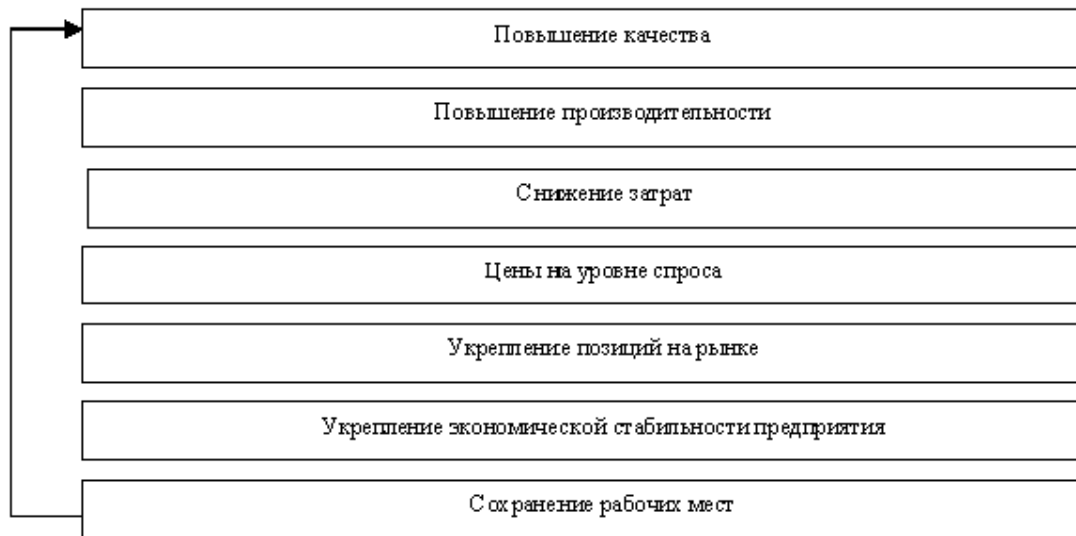 Повышение качества
Повышение производительности
Снижение затрат
Цены на уровне спроса
Укрепление позиций на рынке
Укрепление экономической стабильности предприятия
Сохранение рабочих мест